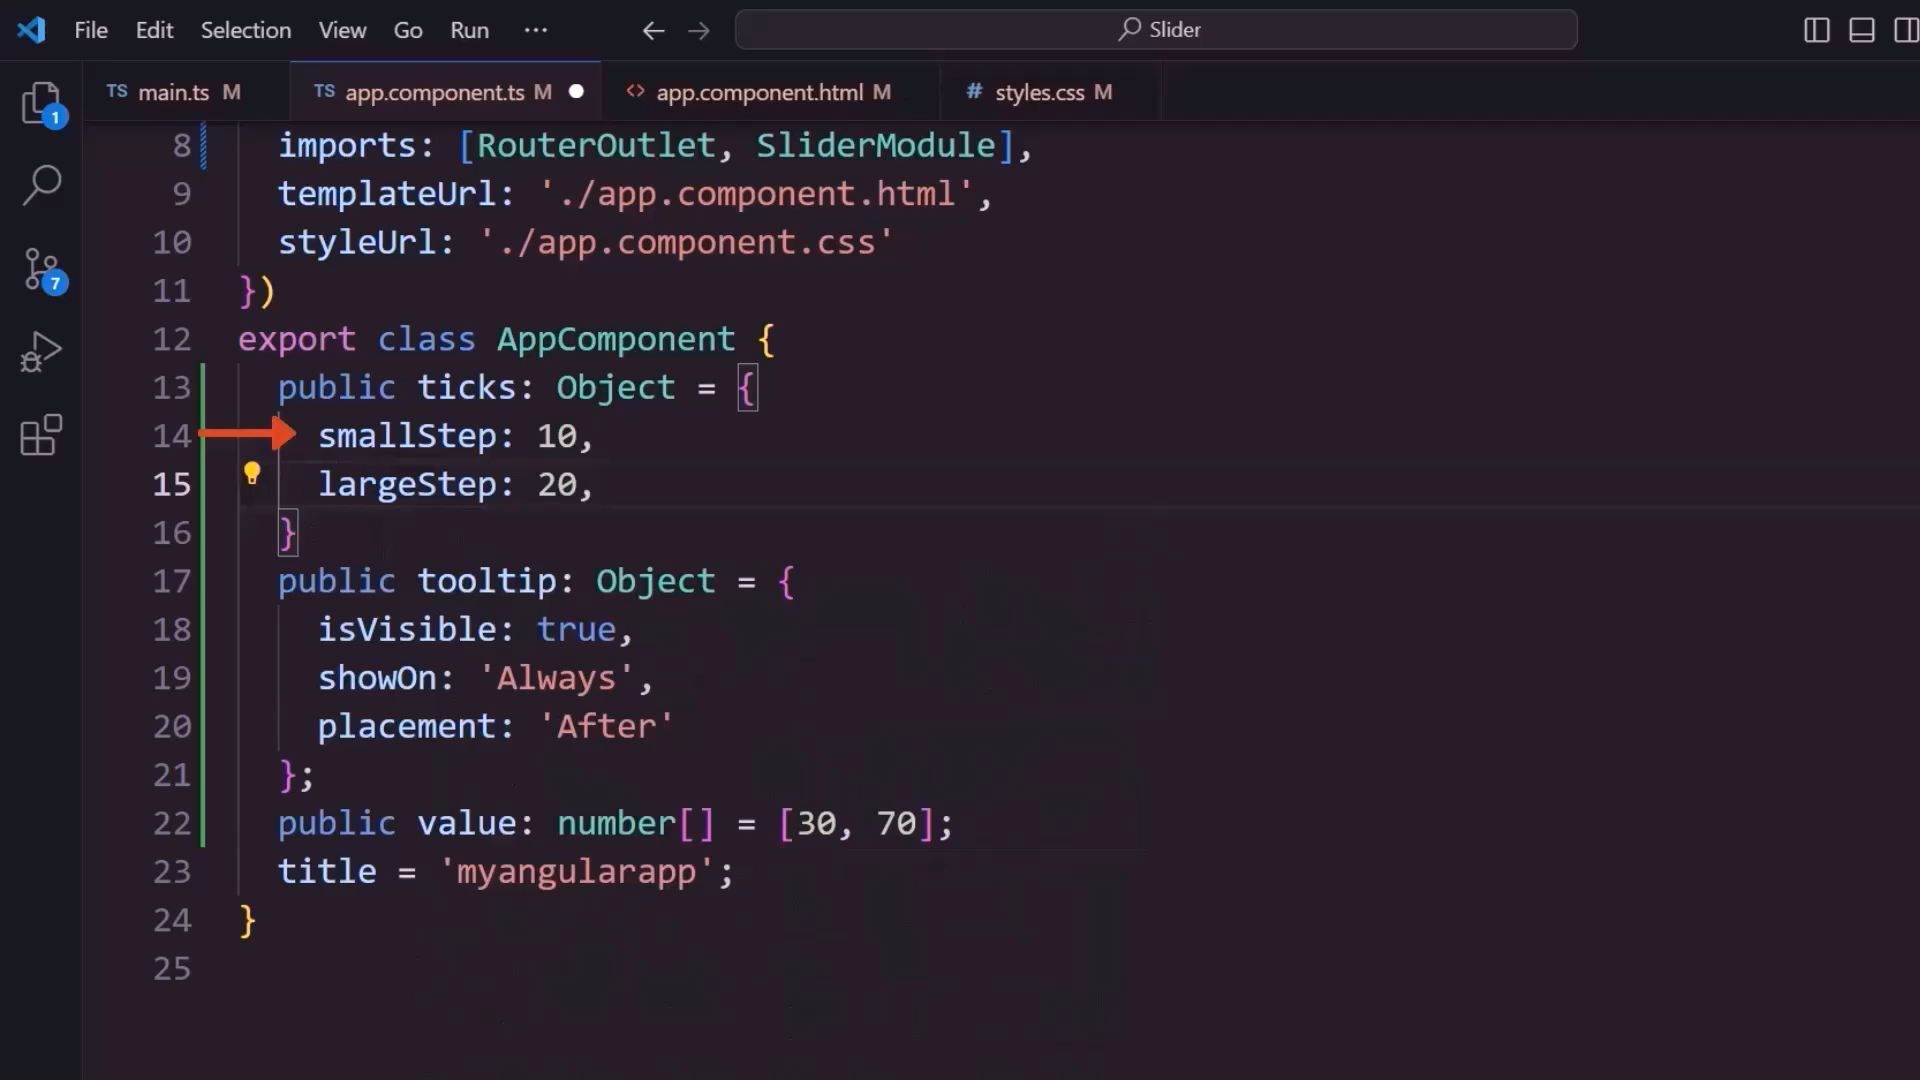 File Edit Selection View Go Run ··· Slider
TS main.ts M TS app.component.ts M <> app.component.html M # styles.css M
1
7
8 imports: [RouterOutlet, SliderModule],
9 templateUrl: './app.component.html',
10 styleUrl: './app.component.css'
11 })
12 export class AppComponent {
13 public ticks: Object = {
14 smallStep: 10,
15 largeStep: 20,
16 }
17 public tooltip: Object = {
18 isVisible: true,
19 showOn: 'Always',
20 placement: 'After'
21 };
22 public value: number[] = [30, 70];
23 title = 'myangularapp';
24 }
25